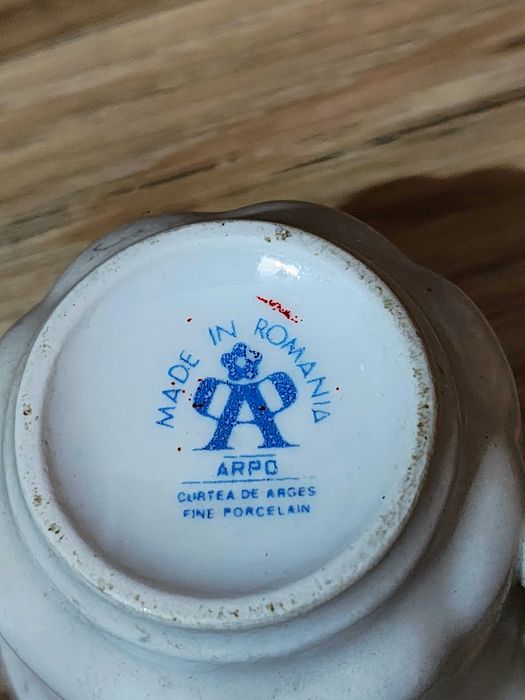 MADE IN ROMANIA
ARPO
CURTEA DE ARGES
FINE PORCELAIN